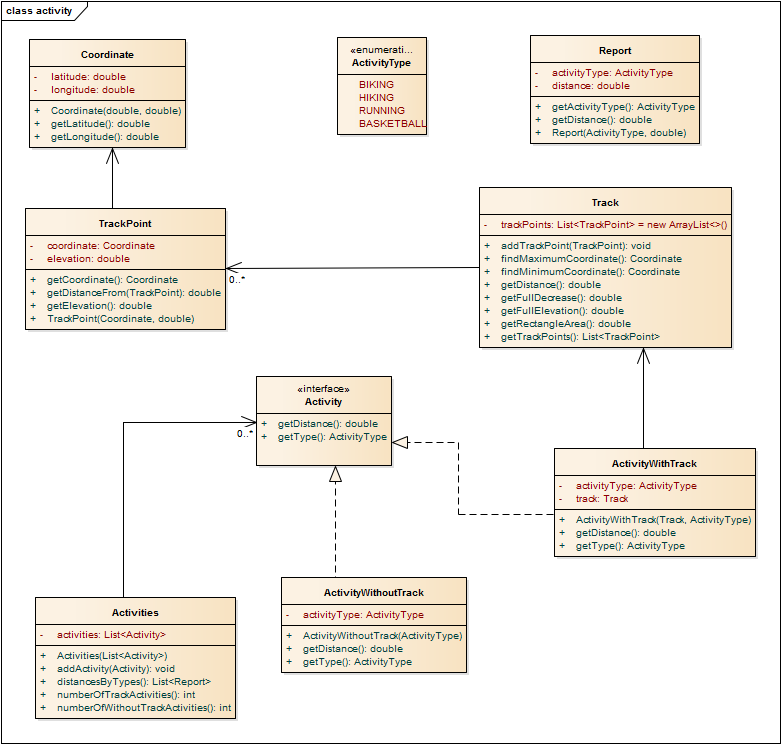 class activity
Coordinate
- latitude: double
- longitude: double
+ Coordinate(double, double)
+ getLatitude(): double
+ getLongitude(): double
«enumerati...
ActivityType
BIKING
HIKING
RUNNING
BASKETBALL
Report
- activityType: ActivityType
- distance: double
+ getActivityType(): ActivityType
+ getDistance(): double
+ Report(ActivityType, double)
TrackPoint
- coordinate: Coordinate
- elevation: double
+ getCoordinate(): Coordinate
+ getDistanceFrom(TrackPoint): double
+ getElevation(): double
+ TrackPoint(Coordinate, double)
0..*
Track
- trackPoints: List<TrackPoint> = new ArrayList<>()
+ addTrackPoint(TrackPoint): void
+ findMaximumCoordinate(): Coordinate
+ findMinimumCoordinate(): Coordinate
+ getDistance(): double
+ getFullDecrease(): double
+ getFullElevation(): double
+ getRectangleArea(): double
+ getTrackPoints(): List<TrackPoint>
«interface»
Activity
+ getDistance(): double
+ getType(): ActivityType
0..*
ActivityWithTrack
- activityType: ActivityType
- track: Track
+ ActivityWithTrack(Track, ActivityType)
+ getDistance(): double
+ getType(): ActivityType
Activities
- activities: List<Activity>
+ Activities(List<Activity>)
+ addActivity(Activity): void
+ distancesByTypes(): List<Report>
+ numberOfTrackActivities(): int
+ numberOfWithoutTrackActivities(): int
ActivityWithoutTrack
- activityType: ActivityType
+ ActivityWithoutTrack(ActivityType)
+ getDistance(): double
+ getType(): ActivityType